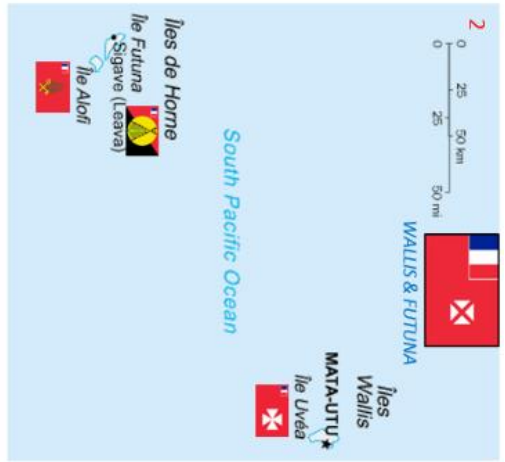 2
0 25 50 km
0 25 50 mi
WALLIS & FUTUNA
Îles
Wallis
MATA-UTU
Île Uvéa
South Pacific Ocean
Îles de Horne
Île Futuna
Sigave (Leava)
Île Alofi